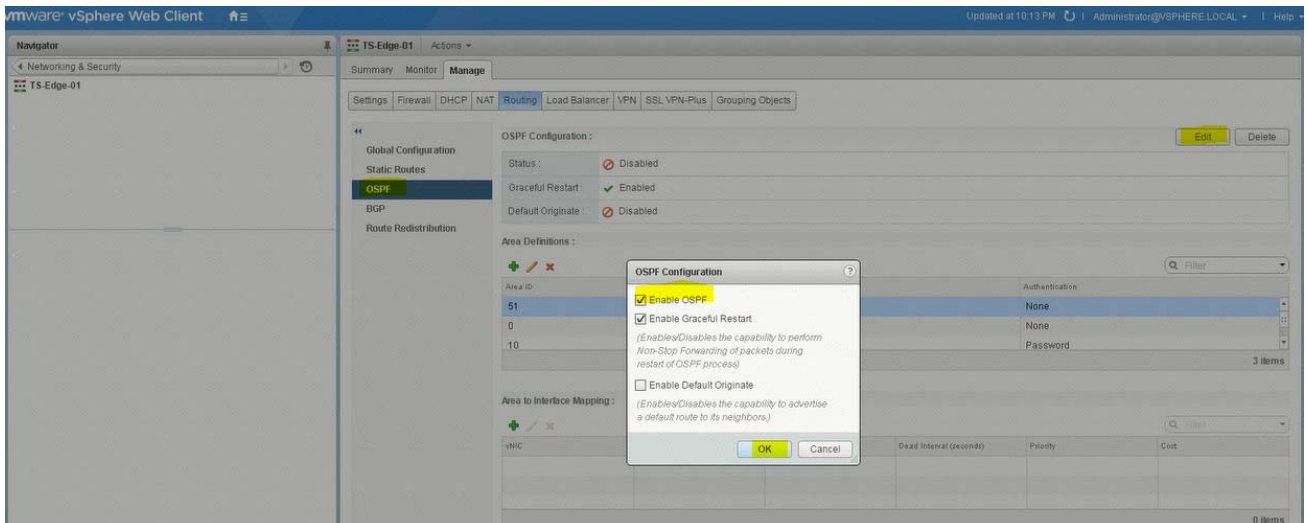 vmware® vSphere Web Client
Updated at 10:13 PM | Administrator@VSPHERE.LOCAL | Help
Navigator
Networking & Security
TS-Edge-01
TS-Edge-01 Actions
Summary Monitor Manage
Settings Firewall DHCP NAT Routing Load Balancer VPN SSL VPN-Plus Grouping Objects
Global Configuration
Static Routes
OSPF
BGP
Route Redistribution
OSPF Configuration :
Edit Delete
Status : Disabled
Graceful Restart : Enabled
Default Originate : Disabled
Area Definitions :
Filter
Area ID Authentication
51 None
0 None
10 Password
3 items
OSPF Configuration
Enable OSPF
Enable Graceful Restart
(Enables/Disables the capability to perform
Non-Stop Forwarding of packets during
restart of OSPF process)
Enable Default Originate
(Enables/Disables the capability to advertise
a default route to its neighbors.)
OK Cancel
Area to Interface Mapping :
Filter
vNIC Dead Interval (seconds) Priority Cost
0 items